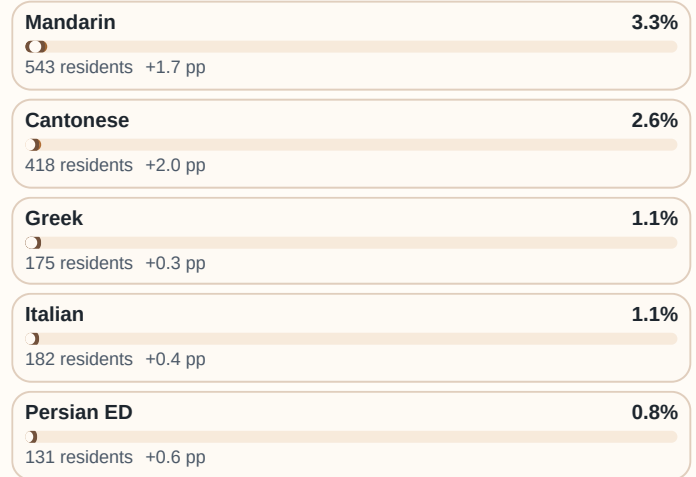 Mandarin 3.3%
543 residents +1.7 pp
Cantonese 2.6%
418 residents +2.0 pp
Greek 1.1%
175 residents +0.3 pp
Italian 1.1%
182 residents +0.4 pp
Persian ED 0.8%
131 residents +0.6 pp